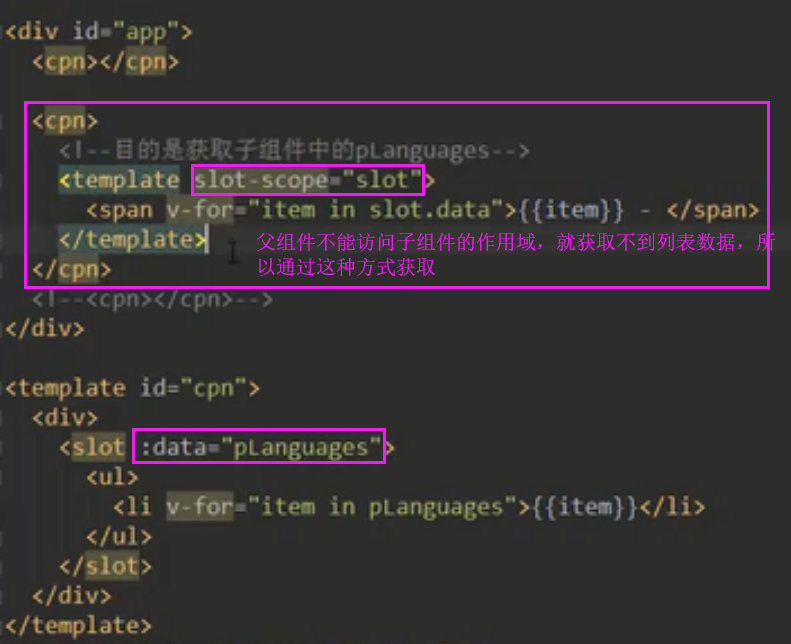 <div id="app">
<cpn></cpn>
<cpn>
<!--目的是获取子组件中的pLanguages-->
<template slot-scope="slot">
<span v-for="item in slot.data">{{item}} - </span>
</template>
父组件不能访问子组件的作用域，就获取不到列表数据，所
以通过这种方式获取
</cpn>
<!--<cpn></cpn>-->
</div>
<template id="cpn">
<div>
<slot :data="pLanguages">
<ul>
<li v-for="item in pLanguages">{{item}}</li>
</ul>
</slot>
</div>
</template>